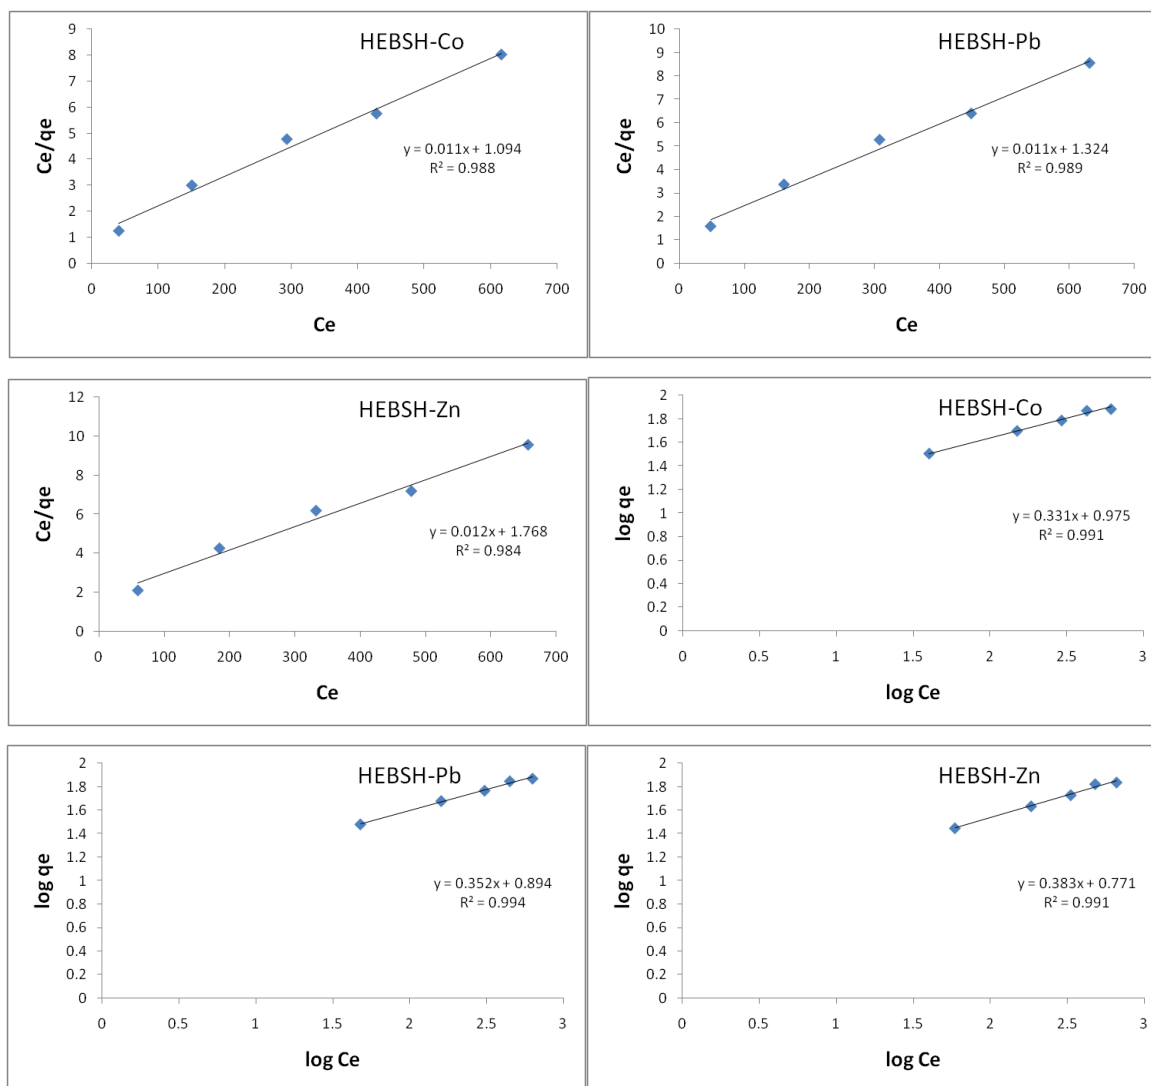 HEBSH-Co
Ce/qe
9
8
7
6
5
4
3
2
1
0
y = 0.011x + 1.094
R² = 0.988
0 100 200 300 400 500 600 700
Ce
HEBSH-Pb
Ce/qe
10
9
8
7
6
5
4
3
2
1
0
y = 0.011x + 1.324
R² = 0.989
0 100 200 300 400 500 600 700
Ce
HEBSH-Zn
Ce/qe
12
10
8
6
4
2
0
y = 0.012x + 1.768
R² = 0.984
0 100 200 300 400 500 600 700
Ce
HEBSH-Co
log qe
2
1.8
1.6
1.4
1.2
1
0.8
0.6
0.4
0.2
0
y = 0.331x + 0.975
R² = 0.991
0 0.5 1 1.5 2 2.5 3
log Ce
HEBSH-Pb
log qe
2
1.8
1.6
1.4
1.2
1
0.8
0.6
0.4
0.2
0
y = 0.352x + 0.894
R² = 0.994
0 0.5 1 1.5 2 2.5 3
log Ce
HEBSH-Zn
log qe
2
1.8
1.6
1.4
1.2
1
0.8
0.6
0.4
0.2
0
y = 0.383x + 0.771
R² = 0.991
0 0.5 1 1.5 2 2.5 3
log Ce